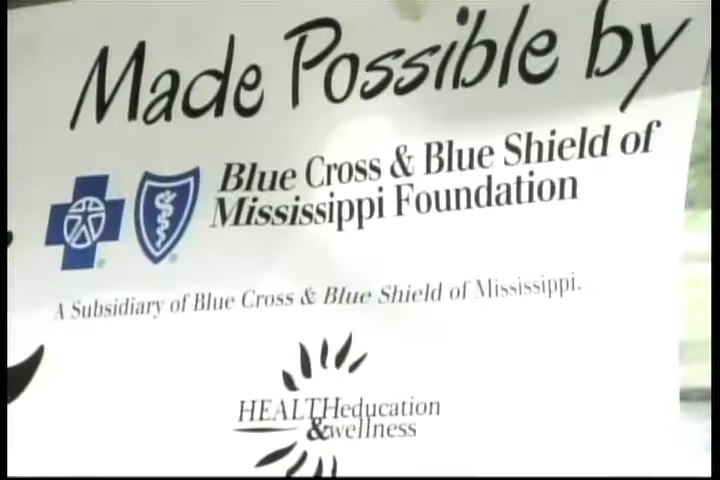 Made Possible by
Blue Cross & Blue Shield of
Mississippi Foundation
A Subsidiary of Blue Cross & Blue Shield of Mississippi.
HEALTHeducation
&wellness